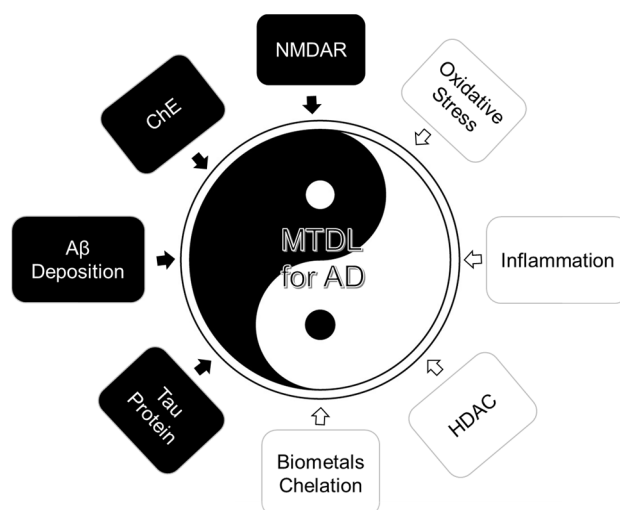 NMDAR
Oxidative
Stress
ChE
Aβ
Deposition
MTDL
for AD
Inflammation
Tau
Protein
HDAC
Biometals
Chelation